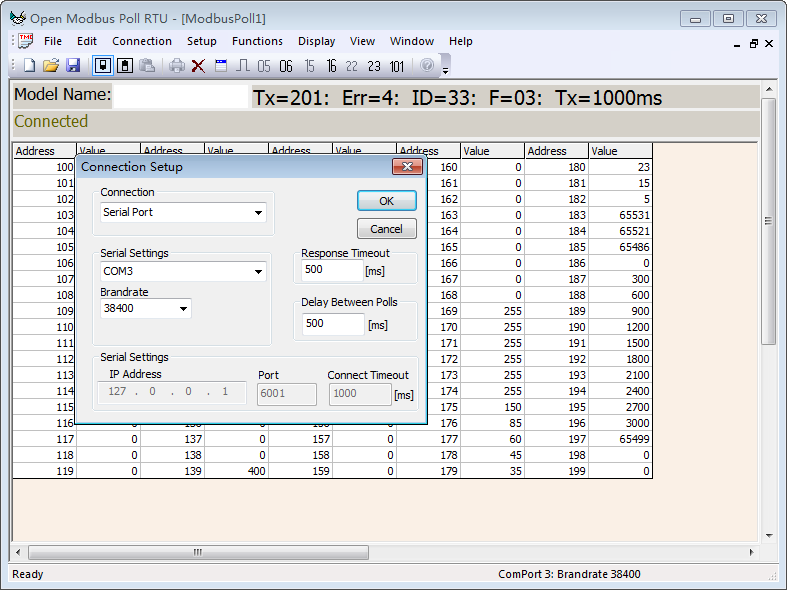 Open Modbus Poll RTU - [ModbusPoll1]
File Edit Connection Setup Functions Display View Window Help
05 06 15 16 22 23 101
Model Name: Tx=201: Err=4: ID=33: F=03: Tx=1000ms
Connected
Address Value Address Value Address Value Address Value Address Value
100 160 0 180 23
101 161 0 181 15
102 162 0 182 5
103 163 0 183 65531
104 164 0 184 65521
105 165 0 185 65486
106 166 0 186 0
107 167 0 187 300
108 168 0 188 600
109 169 255 189 900
110 170 255 190 1200
111 171 255 191 1500
112 172 255 192 1800
113 173 255 193 2100
114 174 255 194 2400
115 175 150 195 2700
116 176 85 196 3000
117 0 137 0 157 0 177 60 197 65499
118 0 138 0 158 0 178 45 198 0
119 0 139 400 159 0 179 35 199 0
Connection Setup
Connection
Serial Port
OK
Cancel
Serial Settings
COM3
Brandrate
38400
Response Timeout
500 [ms]
Delay Between Polls
500 [ms]
Serial Settings
IP Address Port Connect Timeout
127 . 0 . 0 . 1 6001 1000 [ms]
Ready ComPort 3: Brandrate 38400